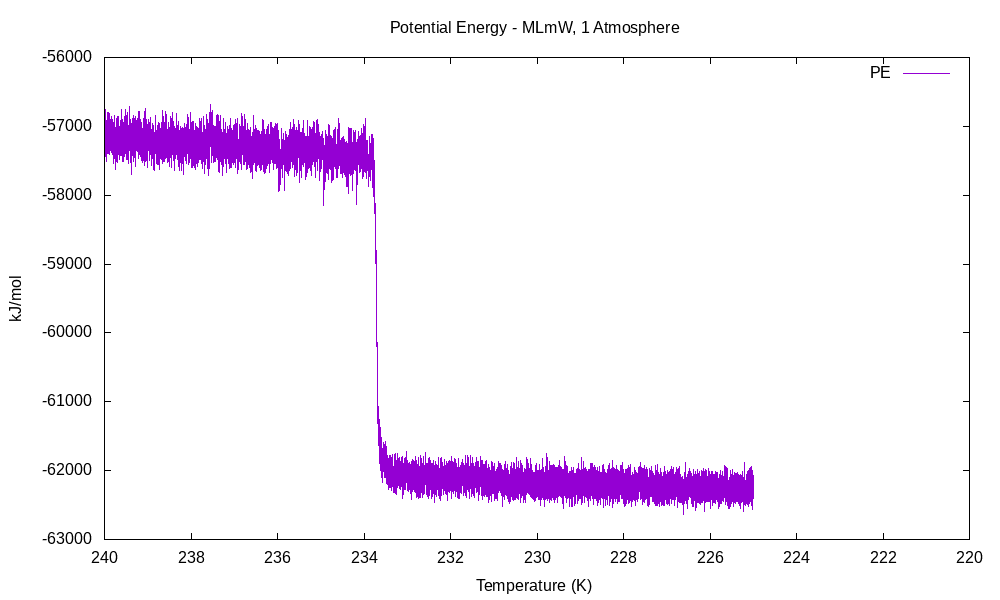 Potential Energy - MLmW, 1 Atmosphere
PE
-56000
-57000
-58000
-59000
-60000
-61000
-62000
-63000
kJ/mol
240 238 236 234 232 230 228 226 224 222 220
Temperature (K)